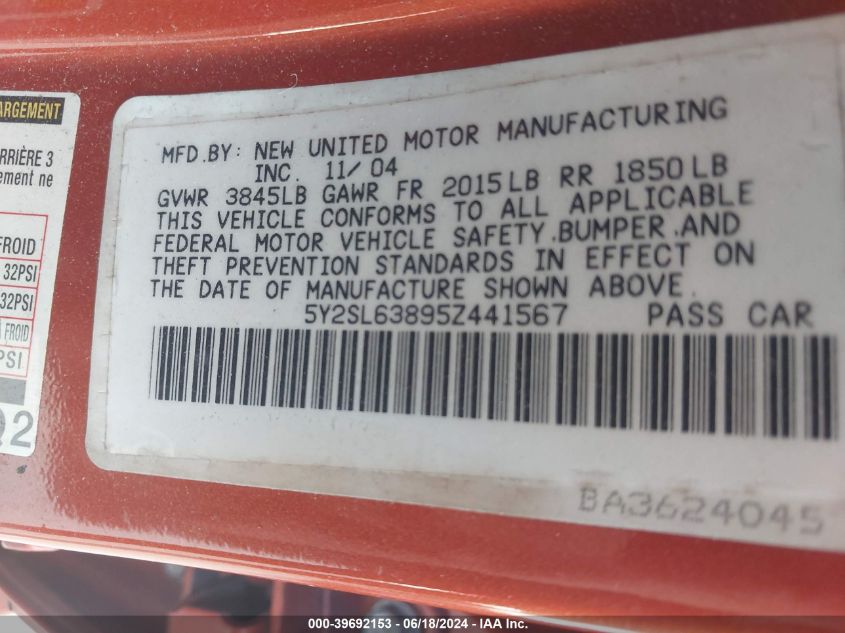 ARGEMENT
RRIÈRE 3
ement ne
FROID
32PSI
32PSI
FROID
PSI
Q2
MFD.BY: NEW UNITED MOTOR MANUFACTURING
INC. 11/04
GVWR 3845LB GAWR FR 2015LB RR 1850LB
THIS VEHICLE CONFORMS TO ALL APPLICABLE
FEDERAL MOTOR VEHICLE SAFETY,BUMPER,AND
THEFT PREVENTION STANDARDS IN EFFECT ON
THE DATE OF MANUFACTURE SHOWN ABOVE.
5Y2SL63895Z441567 PASS CAR
BA3624045
000-39692153 / 06/18/2024 - IAA Inc.